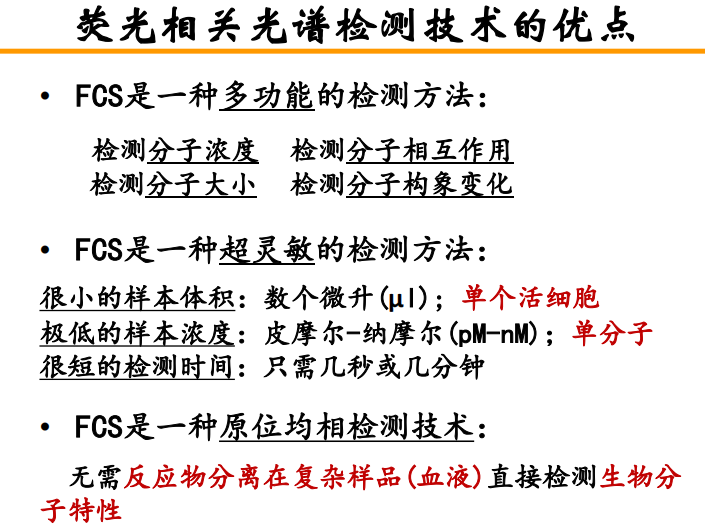 荧光相关光谱检测技术的优点
• FCS是一种多功能的检测方法：
检测分子浓度 检测分子相互作用
检测分子大小 检测分子构象变化
• FCS是一种超灵敏的检测方法：
很小的样本体积：数个微升(μl)；单个活细胞
极低的样本浓度：皮摩尔-纳摩尔(pM-nM)；单分子
很短的检测时间：只需几秒或几分钟
• FCS是一种原位均相检测技术：
无需反应物分离在复杂样品(血液)直接检测生物分
子特性